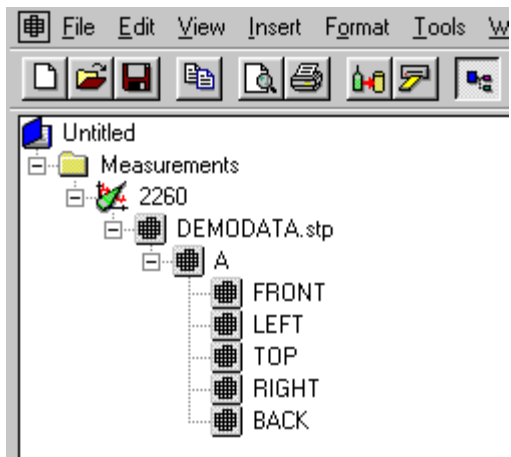 File Edit View Insert Format Tools
Untitled
Measurements
2260
DEMODATA.stp
A
FRONT
LEFT
TOP
RIGHT
BACK